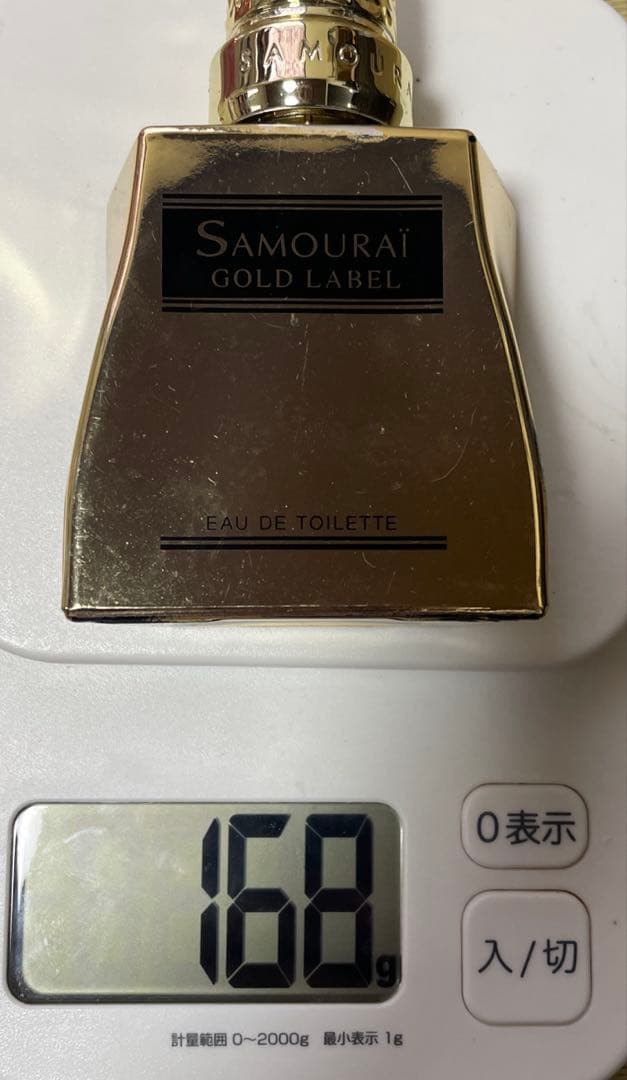 SAMOURA
SAMOURAÏ
GOLD LABEL
EAU DE TOILETTE
168g
0表示
入/切
計量範囲 0～2000g 最小表示 1g